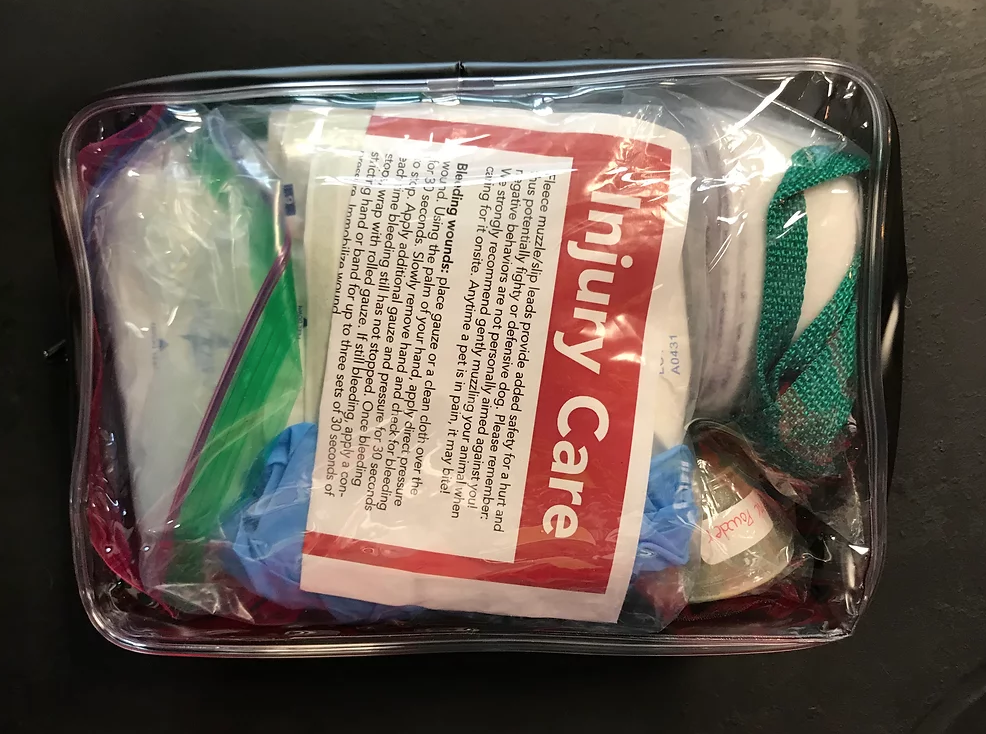 Injury Care
Fleece muzzle/slip leads provide added safety for a hurt and
thus potentially fighty or defensive dog. Please remember:
negative behaviors are not personally aimed against you!
We strongly recommend gently muzzling your animal when
caring for it onsite. Anytime a pet is in pain, it may bite!
Bleeding wounds: place gauze or a clean cloth over the
wound. Using the palm of your hand, apply direct pressure
for 30 seconds. Slowly remove hand and check for bleeding
to stop. Apply additional gauze and pressure for 30 seconds
each time bleeding still has not stopped. Once bleeding
stops, wrap with rolled gauze. If still bleeding, apply a con-
stricting hand or band for up to three sets of 30 seconds of
pressure. Immobilize wound.
A0431
Powder